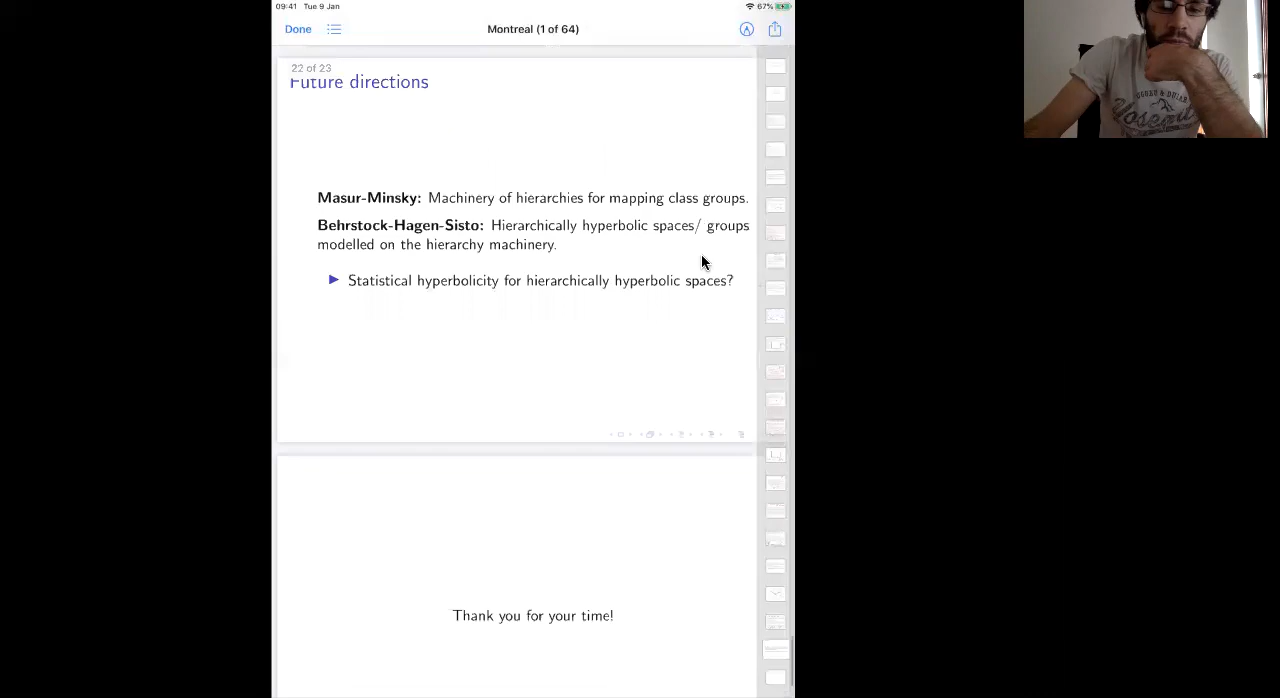 09:41 Tue 9 Jan
67%
Done
Montreal (1 of 64)
22 of 23
Future directions
Masur-Minsky: Machinery of hierarchies for mapping class groups.
Behrstock-Hagen-Sisto: Hierarchically hyperbolic spaces/ groups
modelled on the hierarchy machinery.
▶ Statistical hyperbolicity for hierarchically hyperbolic spaces?
Thank you for your time!